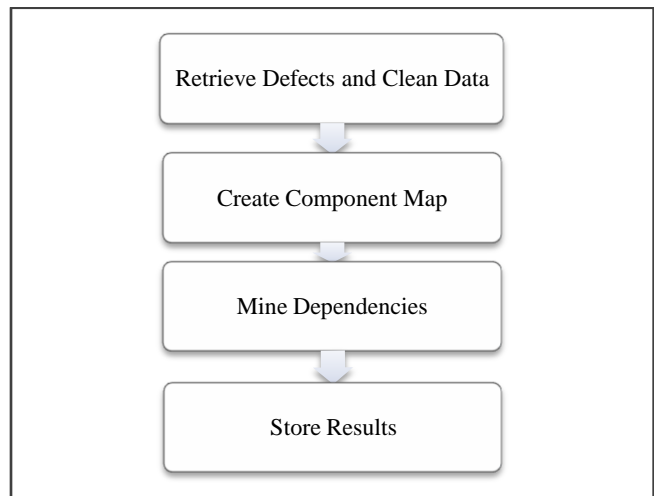 Retrieve Defects and Clean Data
Create Component Map
Mine Dependencies
Store Results